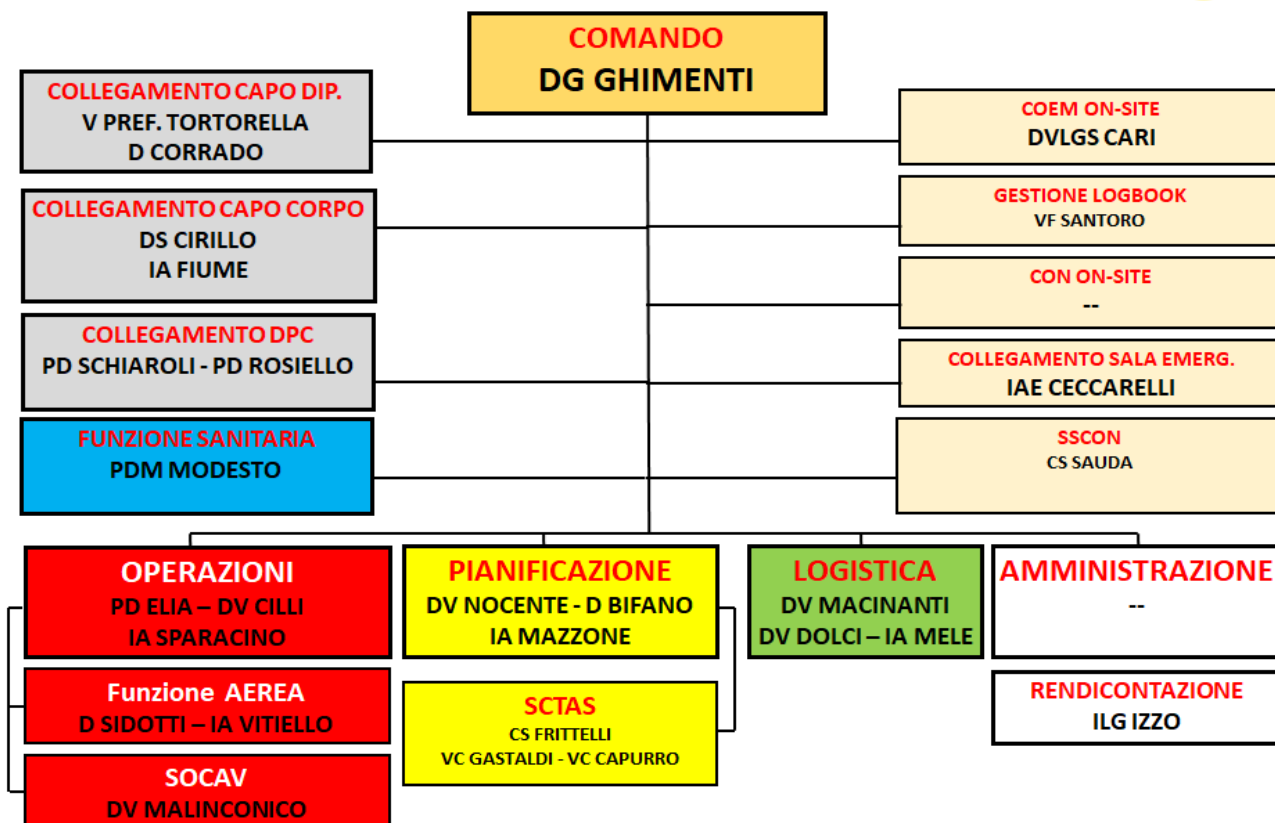 COMANDO
DG GHIMENTI
COLLEGAMENTO CAPO DIP.
V PREF. TORTORELLA
D CORRADO
COEM ON-SITE
DVLGS CARI
COLLEGAMENTO CAPO CORPO
DS CIRILLO
IA FIUME
GESTIONE LOGBOOK
VF SANTORO
CON ON-SITE
--
COLLEGAMENTO DPC
PD SCHIAROLI - PD ROSIELLO
COLLEGAMENTO SALA EMERG.
IAE CECCARELLI
FUNZIONE SANITARIA
PDM MODESTO
SSCON
CS SAUDA
OPERAZIONI
PD ELIA – DV CILLI
IA SPARACINO
Funzione AEREA
D SIDOTTI – IA VITIELLO
SOCAV
DV MALINCONICO
PIANIFICAZIONE
DV NOCENTE - D BIFANO
IA MAZZONE
SCTAS
CS FRITTELLI
VC GASTALDI - VC CAPURRO
LOGISTICA
DV MACINANTI
DV DOLCI – IA MELE
AMMINISTRAZIONE
--
RENDICONTAZIONE
ILG IZZO